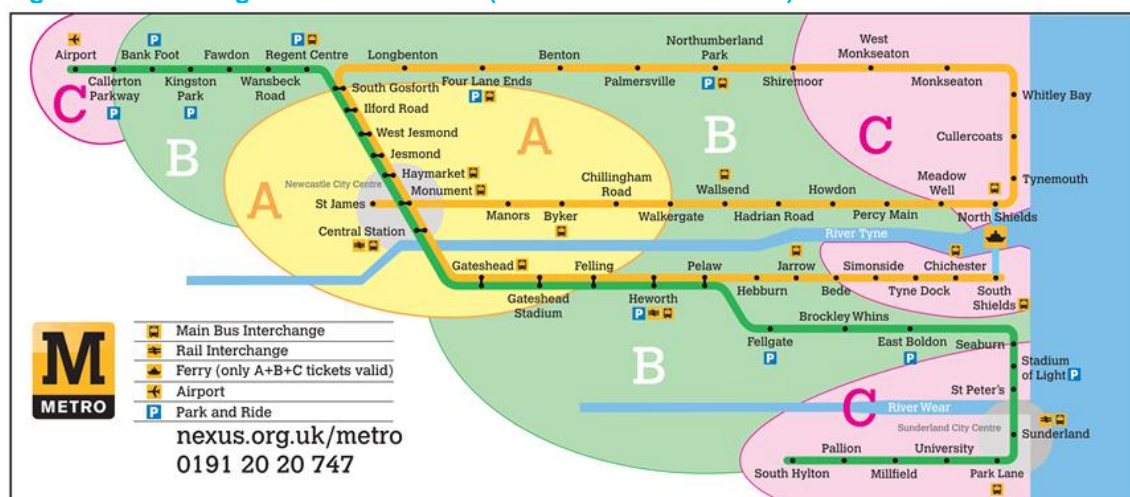 Airport
Callerton
Parkway
P
Bank Foot
Kingston
Park
P
Fawdon
Wansbeck
Road
P
Regent Centre
Longbenton
Four Lane Ends
P
Benton
Palmersville
Northumberland
Park
P
Shiremoor
West
Monkseaton
Monkseaton
Whitley Bay
Cullercoats
Tynemouth
South Gosforth
Ilford Road
West Jesmond
Jesmond
Haymarket
Newcastle City Centre
Monument
St James
Central Station
Manors
Byker
Chillingham
Road
Walkergate
Wallsend
Hadrian Road
Howdon
Percy Main
Meadow
Well
North Shields
River Tyne
C
B
A
A
B
C
Gateshead
Gateshead
Stadium
Felling
Heworth
P
Pelaw
Hebburn
Jarrow
Bede
Simonside
Tyne Dock
Chichester
South
Shields
Brockley Whins
Fellgate
P
East Boldon
P
Seaburn
Stadium
of Light P
St Peter's
B
C
River Wear
Sunderland City Centre
Sunderland
Pallion
University
South Hylton
Millfield
Park Lane
M
METRO
Main Bus Interchange
Rail Interchange
Ferry (only A+B+C tickets valid)
Airport
P Park and Ride
nexus.org.uk/metro
0191 20 20 747